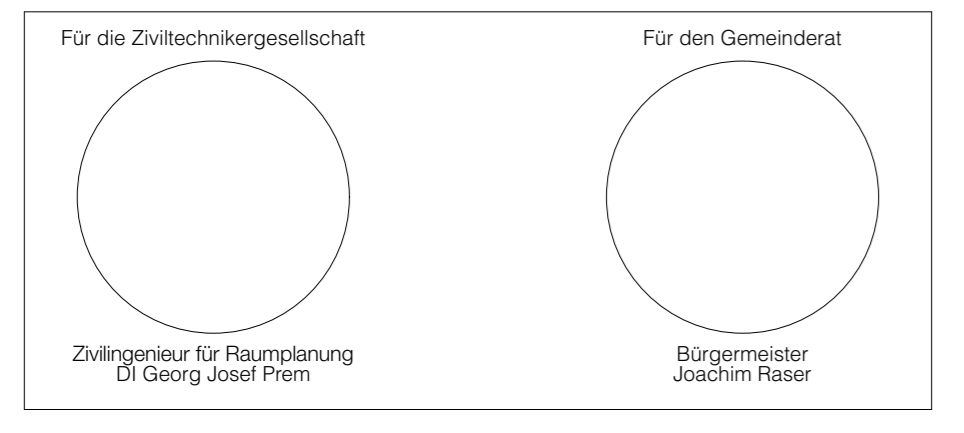 Für die Ziviltechnikergesellschaft
Zivilingenieur für Raumplanung
DI Georg Josef Prem
Für den Gemeinderat
Bürgermeister
Joachim Raser